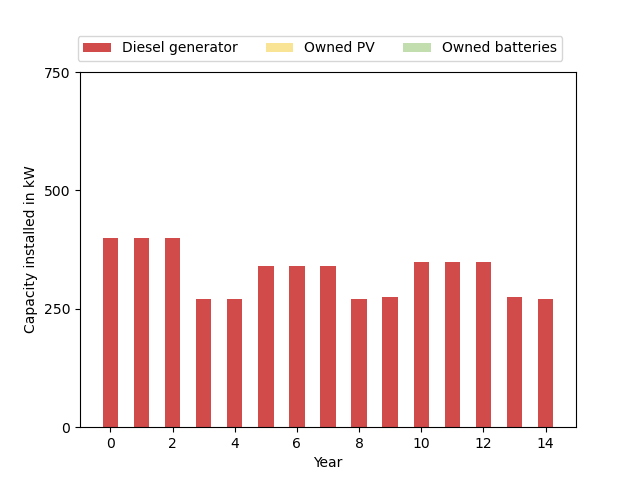 Diesel generator Owned PV Owned batteries
750
500
250
0
Capacity installed in kW
0 2 4 6 8 10 12 14
Year